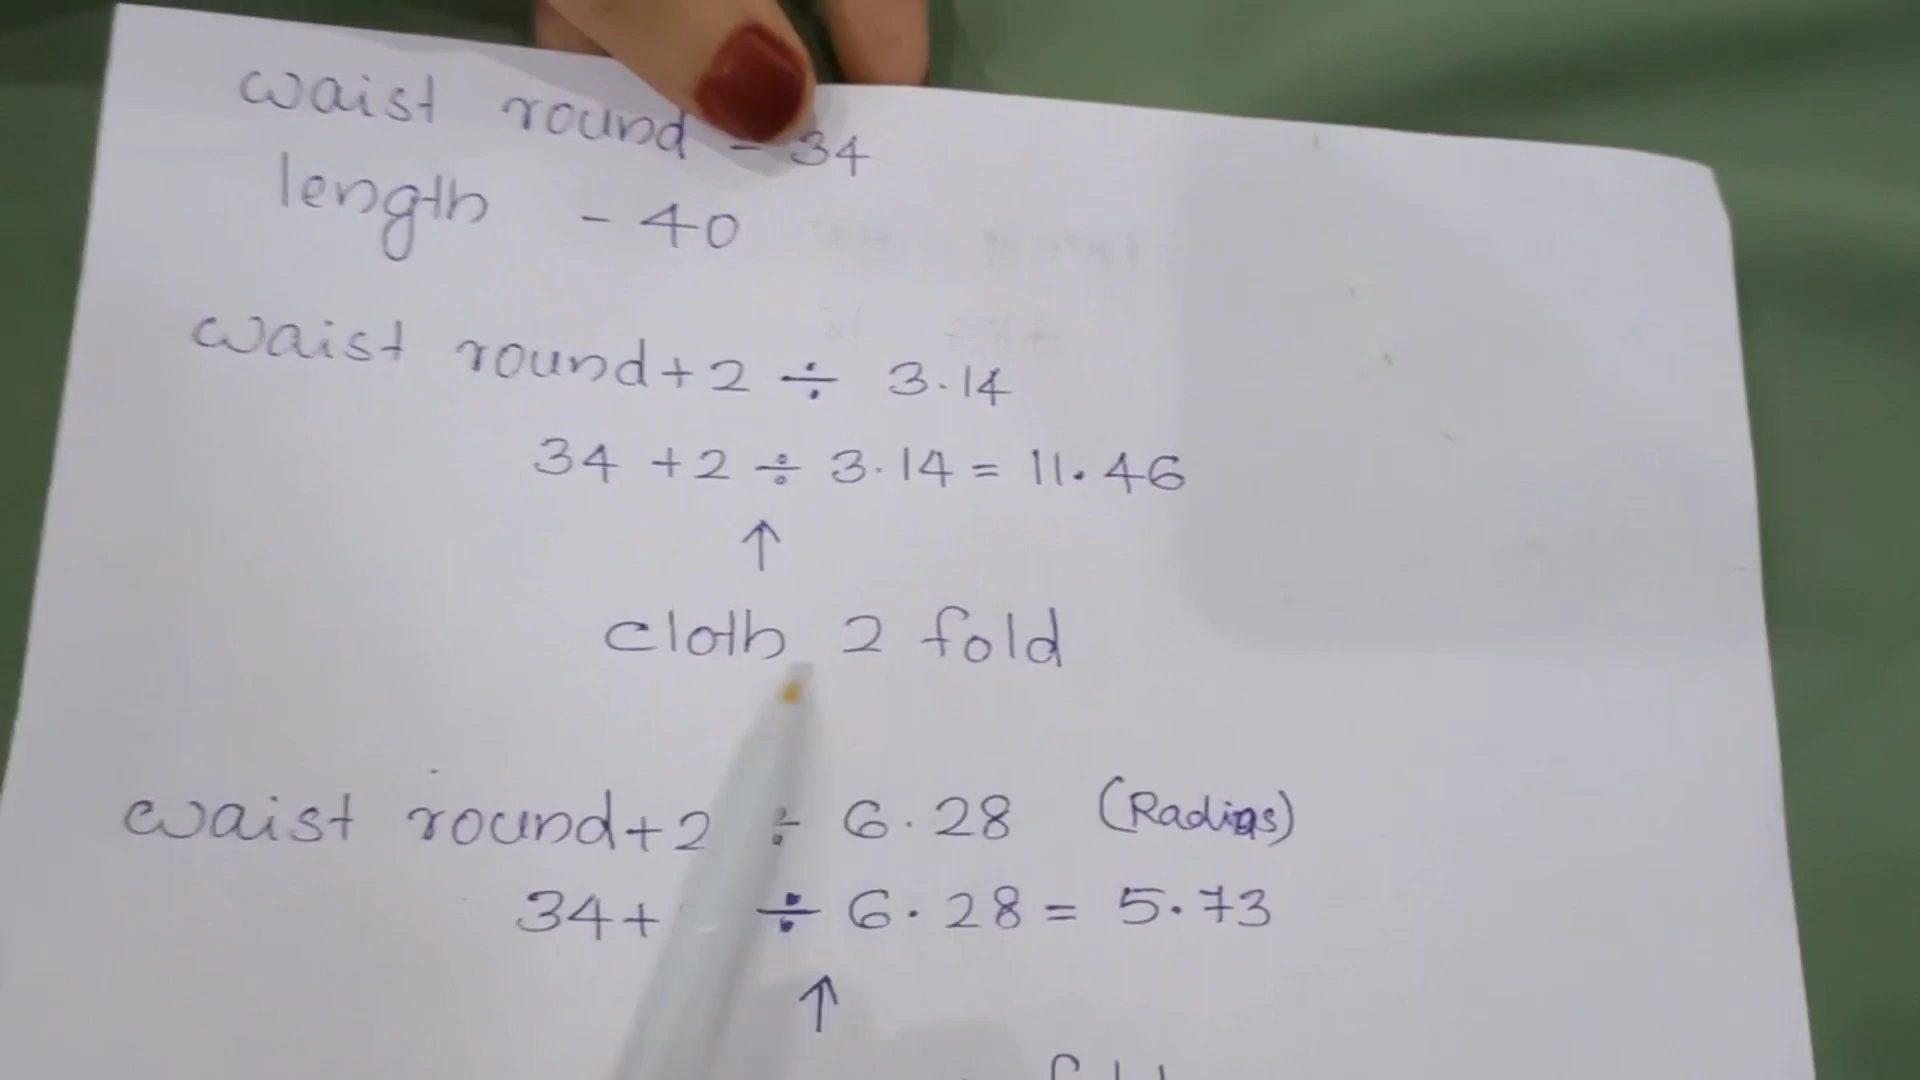 waist round - 34
length - 40
waist round+2 ÷ 3.14
34 +2 ÷ 3.14 = 11.46
↑
cloth 2 fold
waist round+2 ÷ 6.28 (Radius)
34+ ÷ 6.28 = 5.73
↑